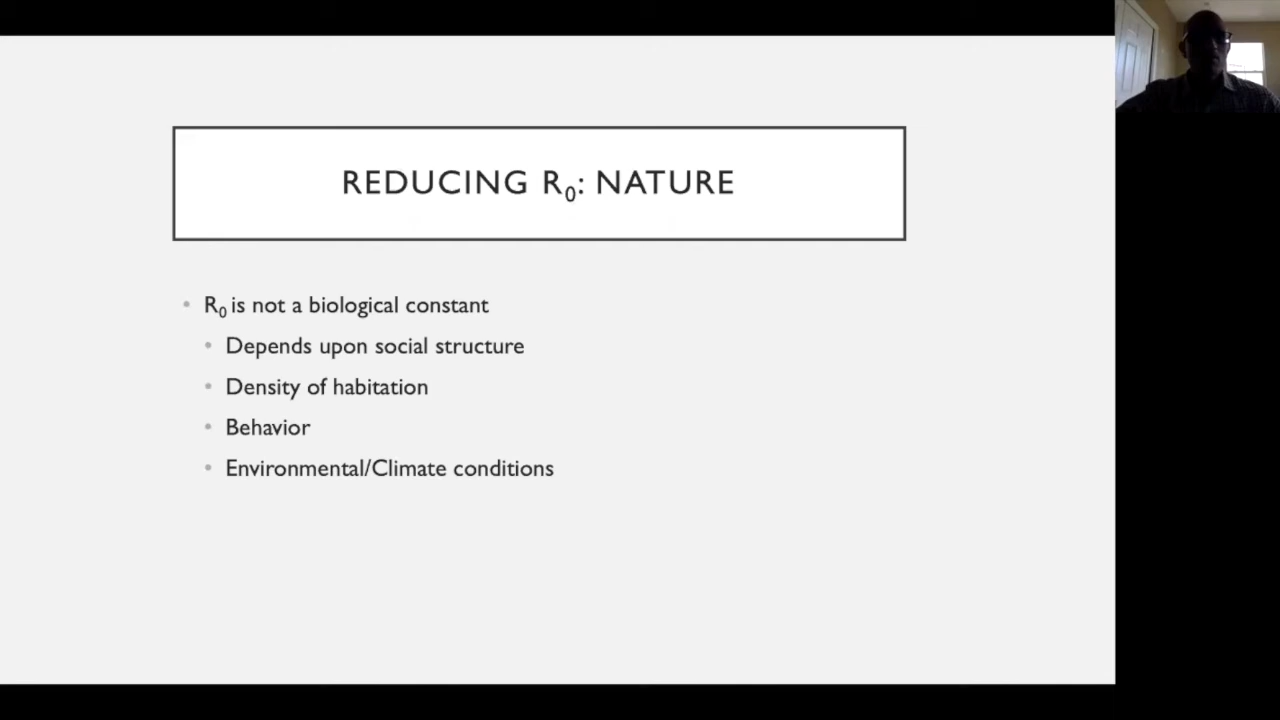 REDUCING R₀: NATURE
• R₀ is not a biological constant
• Depends upon social structure
• Density of habitation
• Behavior
• Environmental/Climate conditions